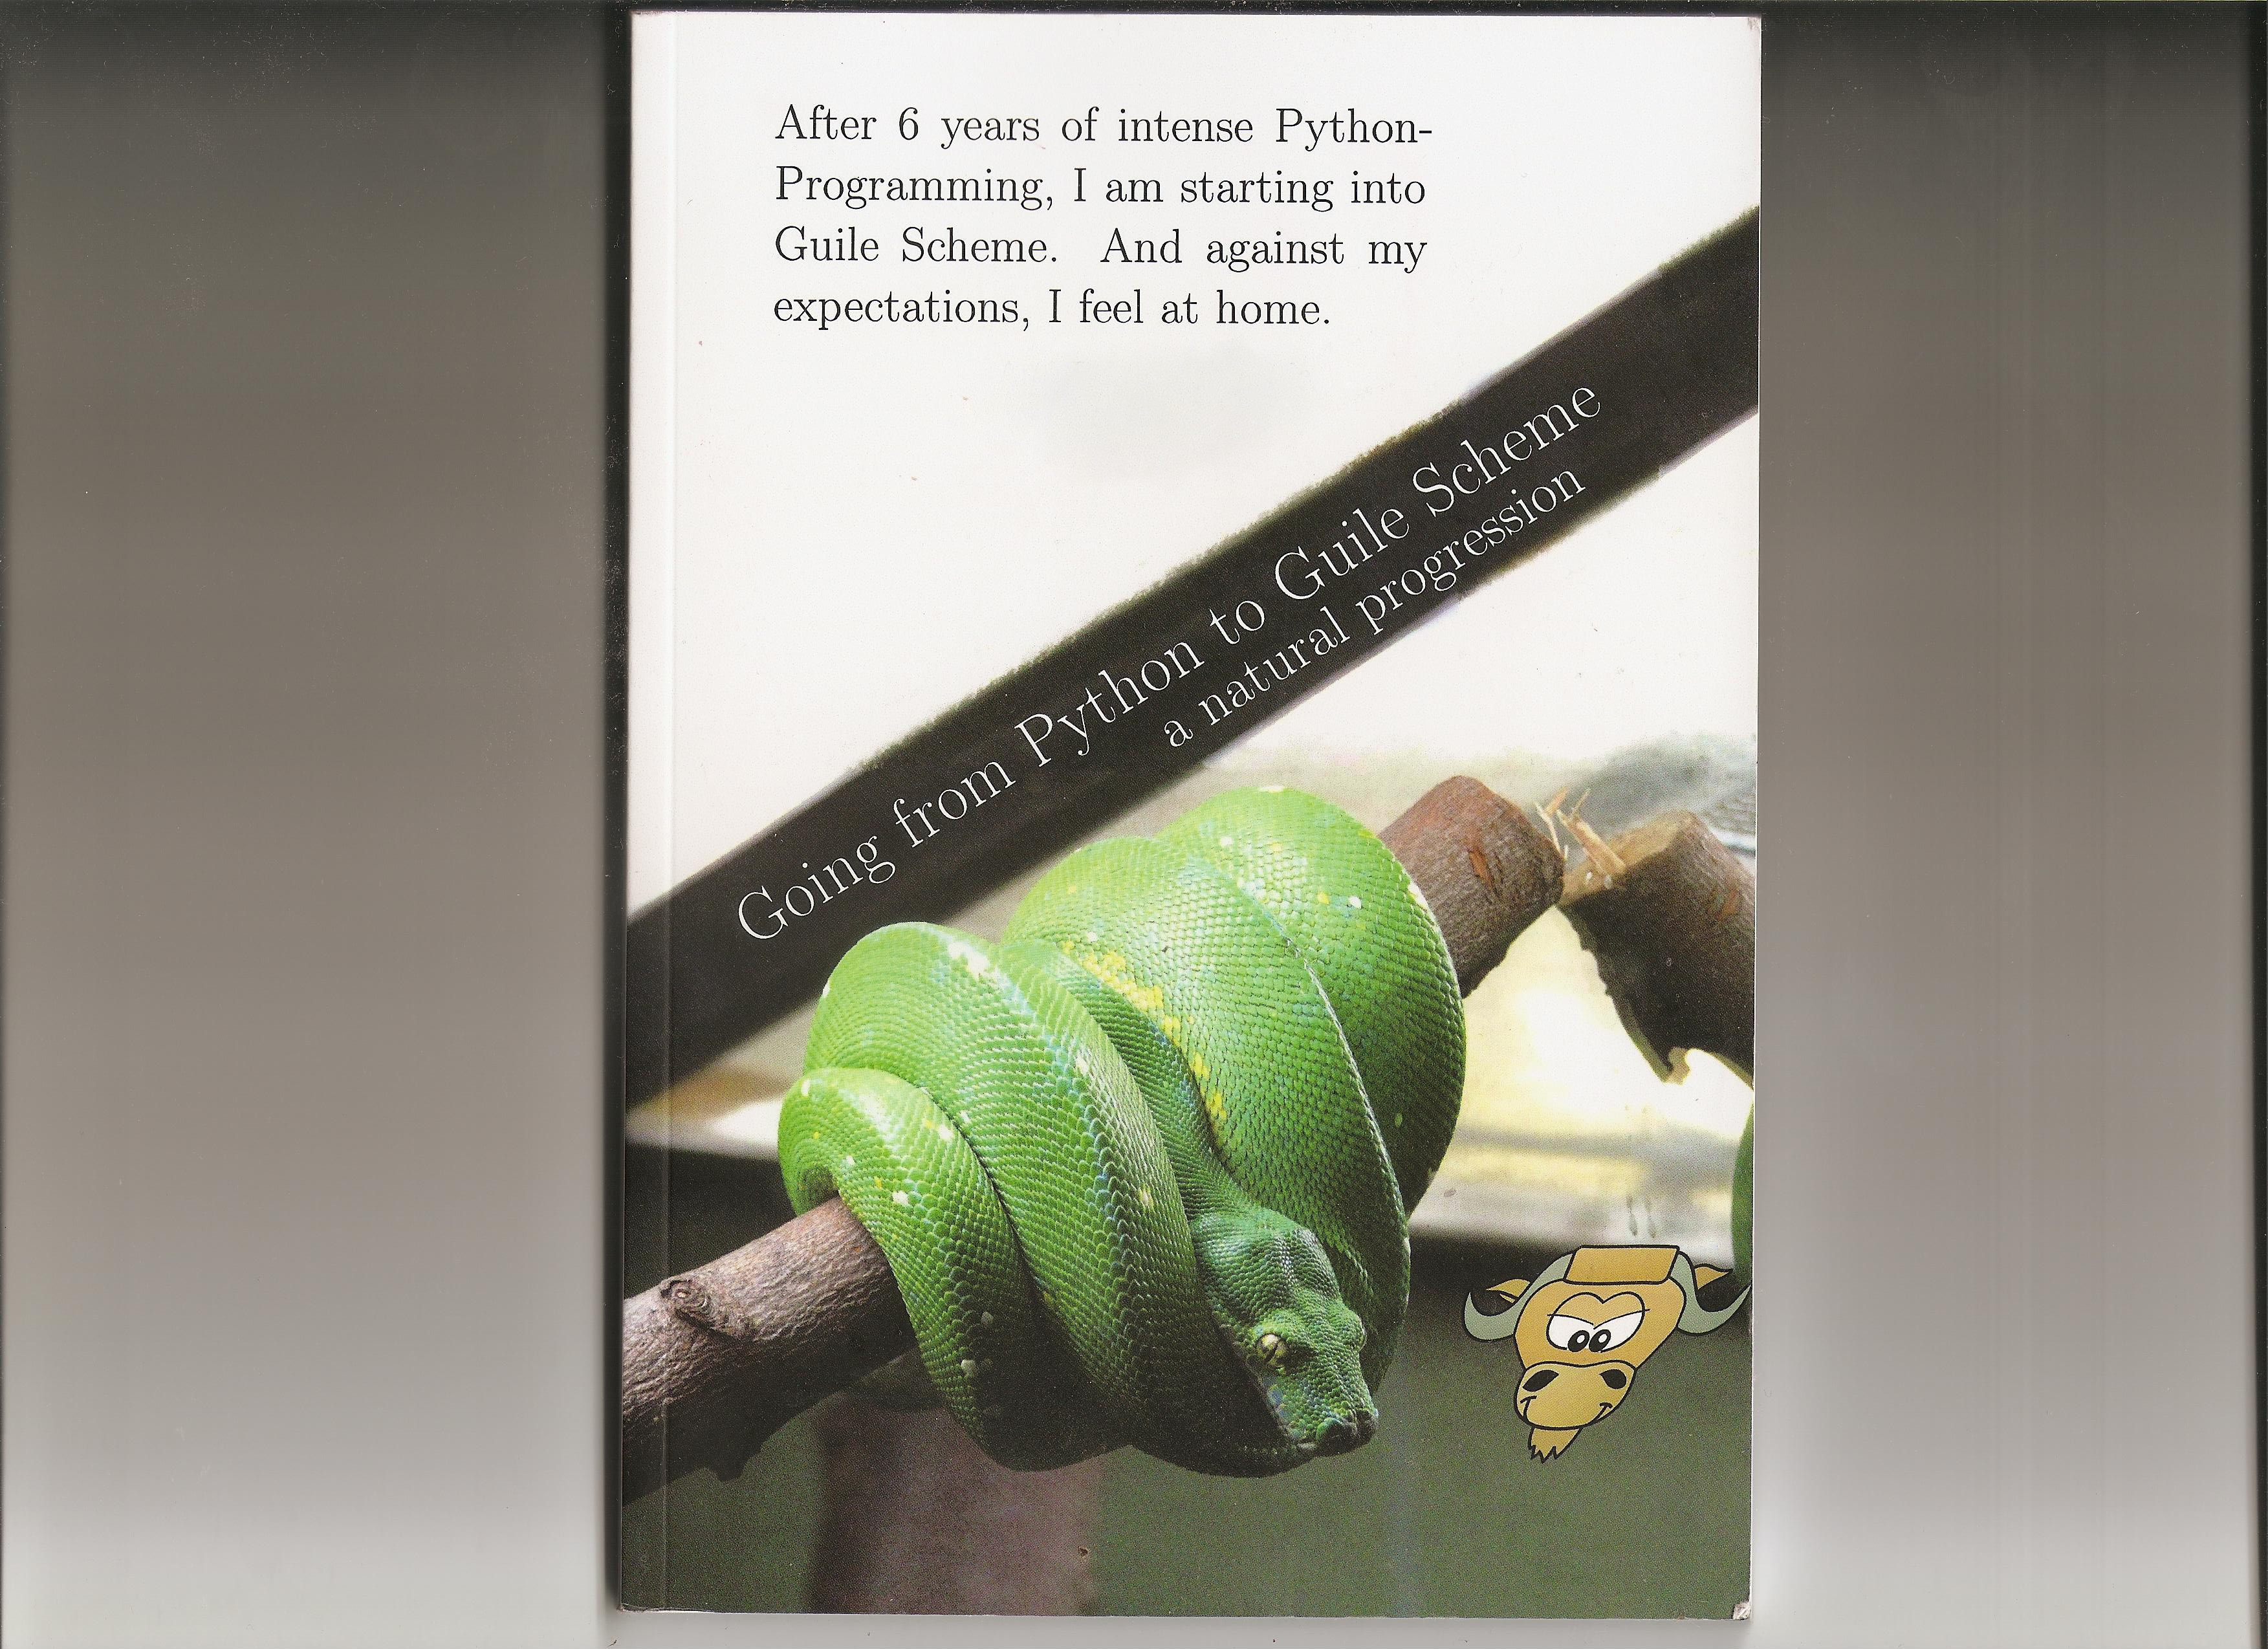 After 6 years of intense Python-
Programming, I am starting into
Guile Scheme. And against my
expectations, I feel at home.
Going from Python to Guile Scheme
a natural progression